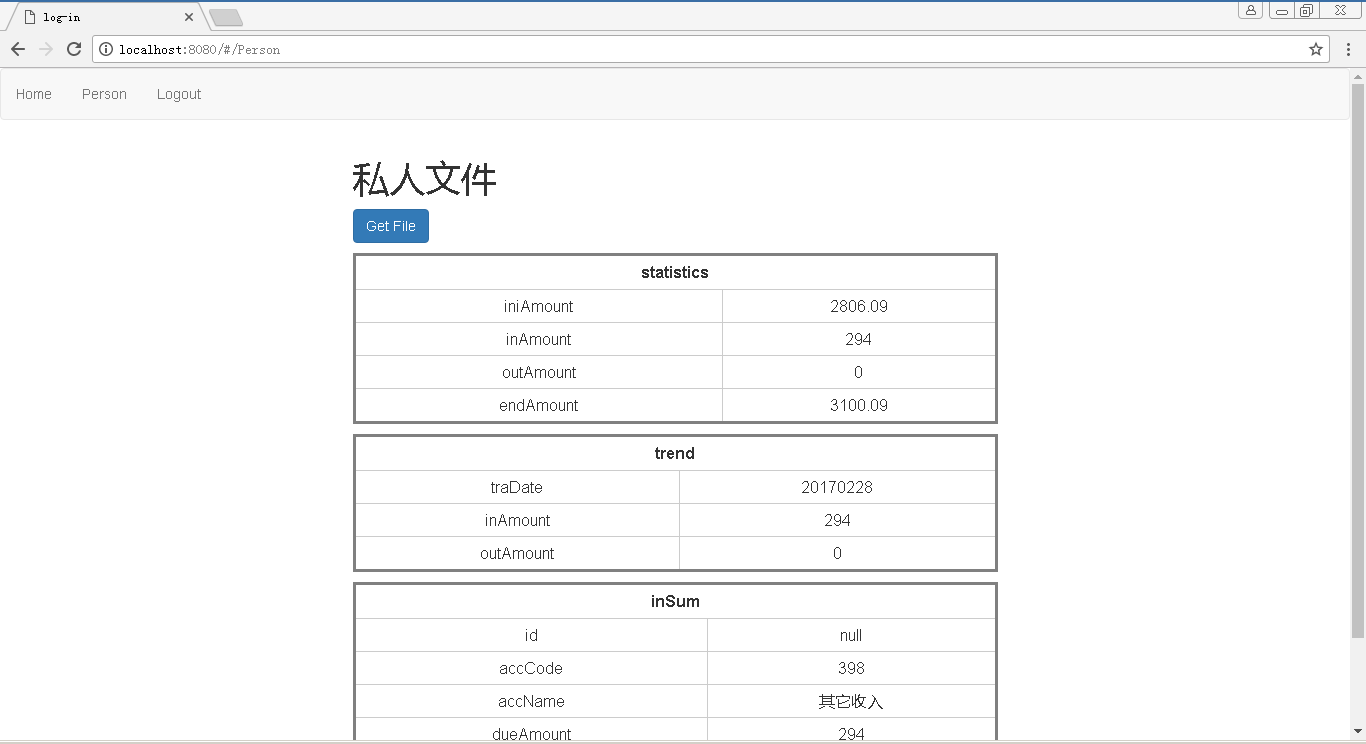 log-in
localhost:8080/#/Person
Home Person Logout
私人文件
Get File
statistics
iniAmount 2806.09
inAmount 294
outAmount 0
endAmount 3100.09
trend
traDate 20170228
inAmount 294
outAmount 0
inSum
id null
accCode 398
accName 其它收入
dueAmount 294